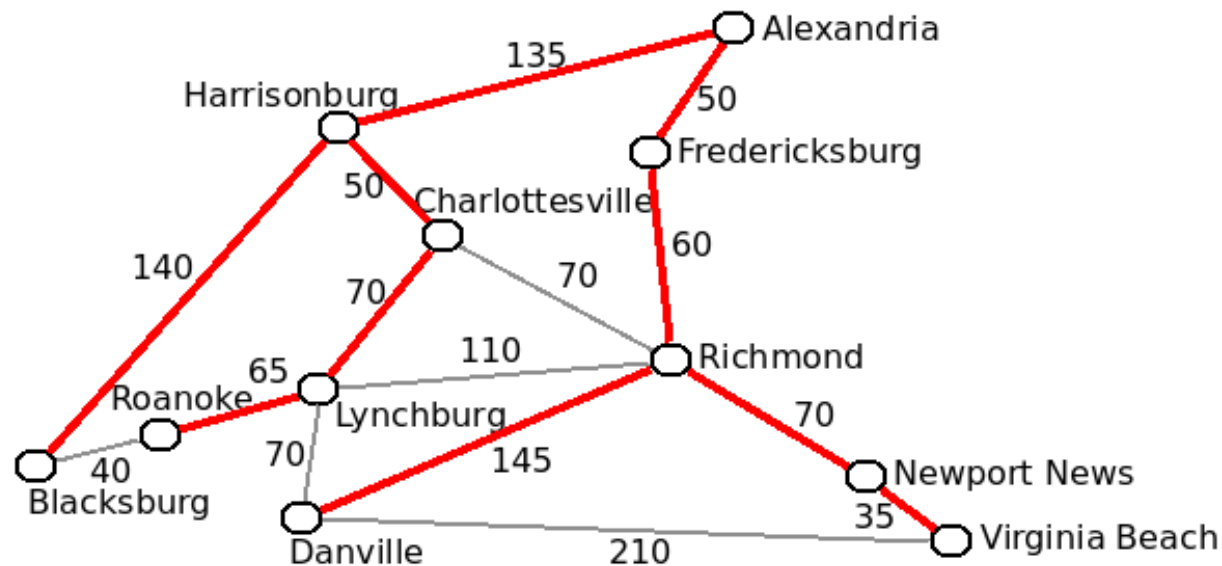 Alexandria
135
Harrisonburg
50
Fredericksburg
50
Charlottesville
60
140
70
70
Richmond
110
65
Roanoke
Lynchburg
70
70
145
40
Newport News
Blacksburg
35
Danville
210
Virginia Beach